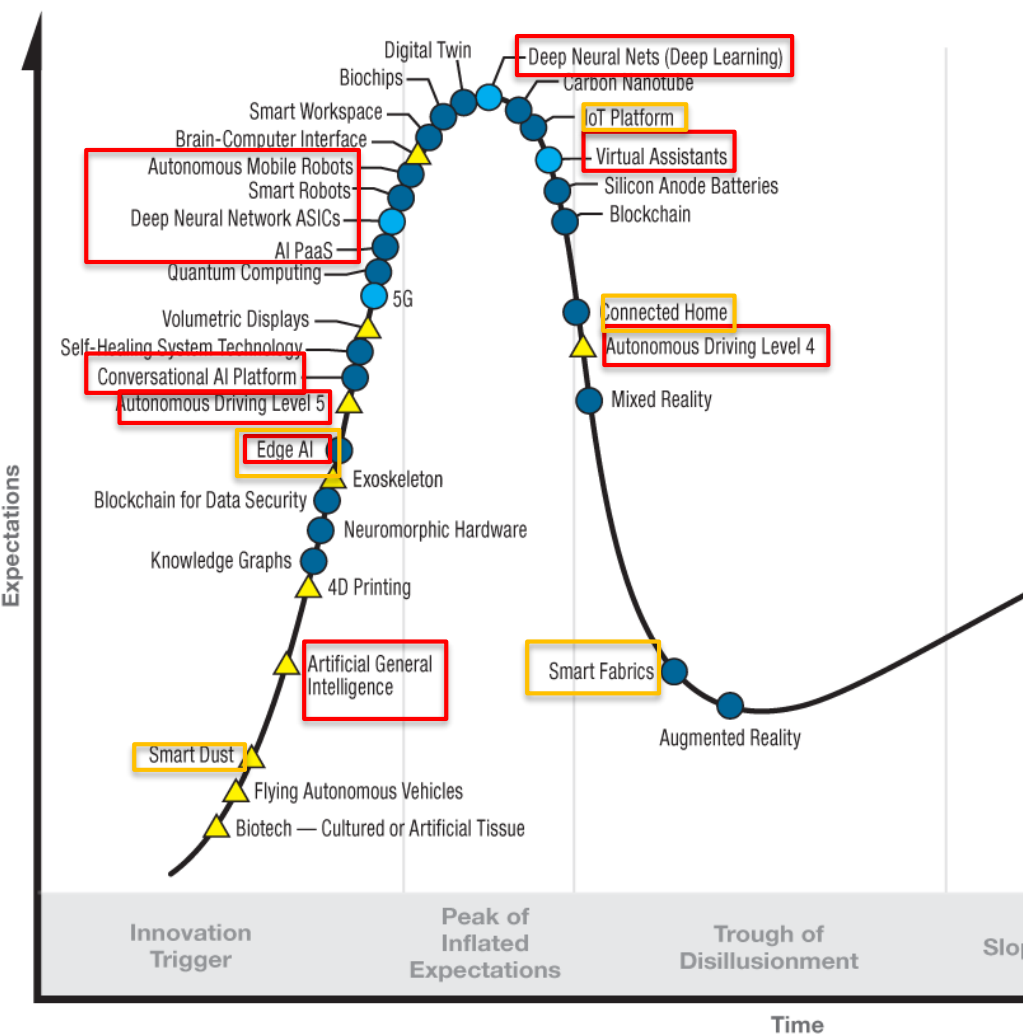 Digital Twin
Deep Neural Nets (Deep Learning)
Biochips
Carbon Nanotube
Smart Workspace
IoT Platform
Brain-Computer Interface
Virtual Assistants
Autonomous Mobile Robots
Smart Robots
Silicon Anode Batteries
Deep Neural Network ASICs
Blockchain
AI PaaS
Quantum Computing
5G
Connected Home
Volumetric Displays
Autonomous Driving Level 4
Self-Healing System Technology
Conversational AI Platform
Mixed Reality
Autonomous Driving Level 5
Edge AI
Exoskeleton
Blockchain for Data Security
Neuromorphic Hardware
Knowledge Graphs
4D Printing
Artificial General
Intelligence
Smart Fabrics
Augmented Reality
Smart Dust
Flying Autonomous Vehicles
Biotech — Cultured or Artificial Tissue
Expectations
Innovation
Trigger
Peak of
Inflated
Expectations
Trough of
Disillusionment
Time